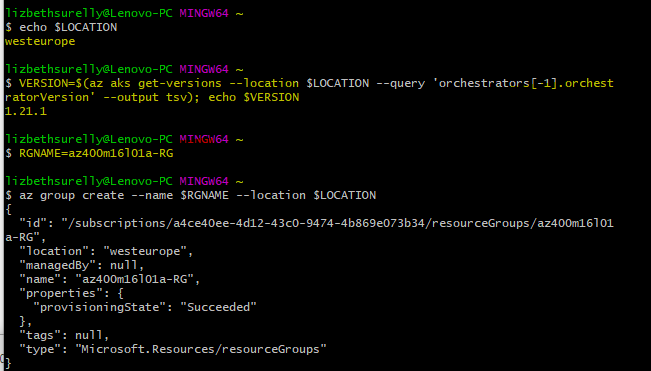 lizbethsurelly@Lenovo-PC MINGW64 ~
$ echo $LOCATION
westeurope
lizbethsurelly@Lenovo-PC MINGW64 ~
$ VERSION=$(az aks get-versions --location $LOCATION --query 'orchestrators[-1].orchest
ratorVersion' --output tsv); echo $VERSION
1.21.1
lizbethsurelly@Lenovo-PC MINGW64 ~
$ RGNAME=az400m16l01a-RG
lizbethsurelly@Lenovo-PC MINGW64 ~
$ az group create --name $RGNAME --location $LOCATION
{
  "id": "/subscriptions/a4ce40ee-4d12-43c0-9474-4b869e073b34/resourceGroups/az400m16l01
a-RG",
  "location": "westeurope",
  "managedBy": null,
  "name": "az400m16l01a-RG",
  "properties": {
    "provisioningState": "Succeeded"
  },
  "tags": null,
  "type": "Microsoft.Resources/resourceGroups"
}